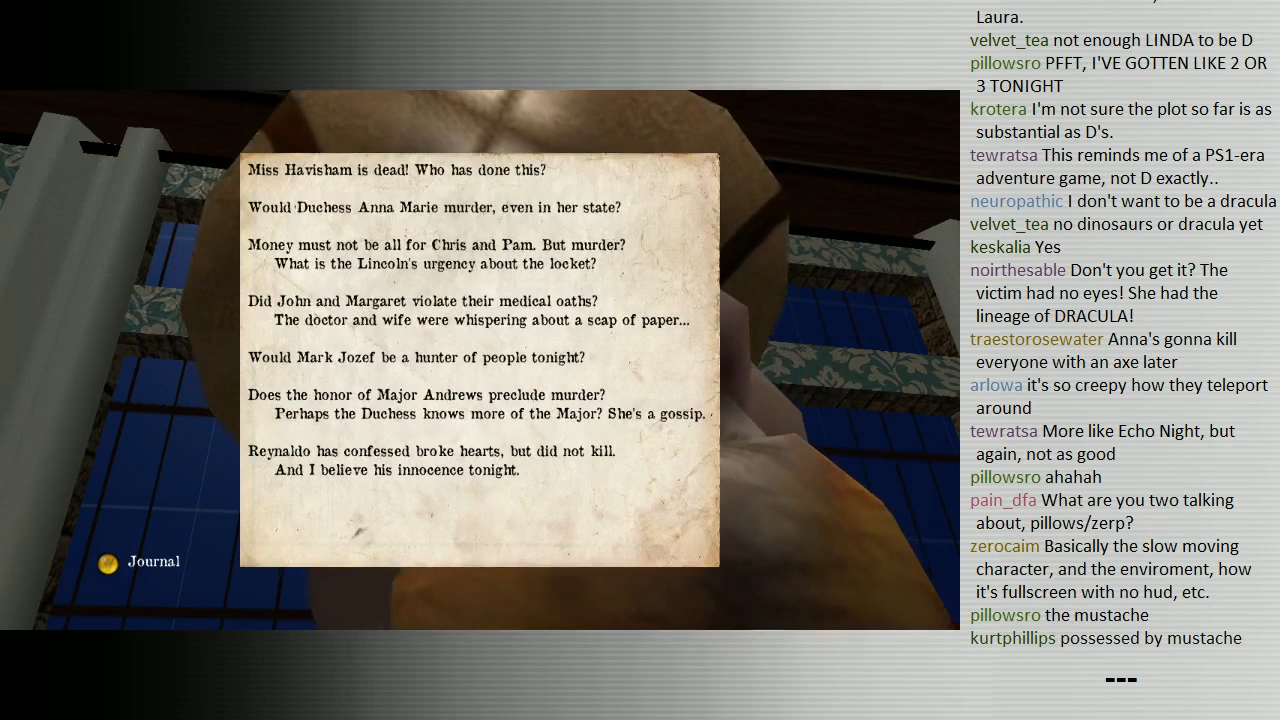 Miss Havisham is dead! Who has done this?
Would Duchess Anna Marie murder, even in her state?
Money must not be all for Chris and Pam. But murder?
What is the Lincoln's urgency about the locket?
Did John and Margaret violate their medical oaths?
The doctor and wife were whispering about a scap of paper...
Would Mark Jozef be a hunter of people tonight?
Does the honor of Major Andrews preclude murder?
Perhaps the Duchess knows more of the Major? She's a gossip.
Reynaldo has confessed broke hearts, but did not kill.
And I believe his innocence tonight.
Journal
Laura.
velvet_tea not enough LINDA to be D
pillowsro PFFT, I'VE GOTTEN LIKE 2 OR
3 TONIGHT
krotera I'm not sure the plot so far is as
substantial as D's.
tewratsa This reminds me of a PS1-era
adventure game, not D exactly..
neuropathic I don't want to be a dracula
velvet_tea no dinosaurs or dracula yet
keskalia Yes
noirthesable Don't you get it? The
victim had no eyes! She had the
lineage of DRACULA!
traestorosewater Anna's gonna kill
everyone with an axe later
arlowa it's so creepy how they teleport
around
tewratsa More like Echo Night, but
again, not as good
pillowsro ahahah
pain_dfa What are you two talking
about, pillows/zerp?
zerocaim Basically the slow moving
character, and the enviroment, how
it's fullscreen with no hud, etc.
pillowsro the mustache
kurtphillips possessed by mustache
---